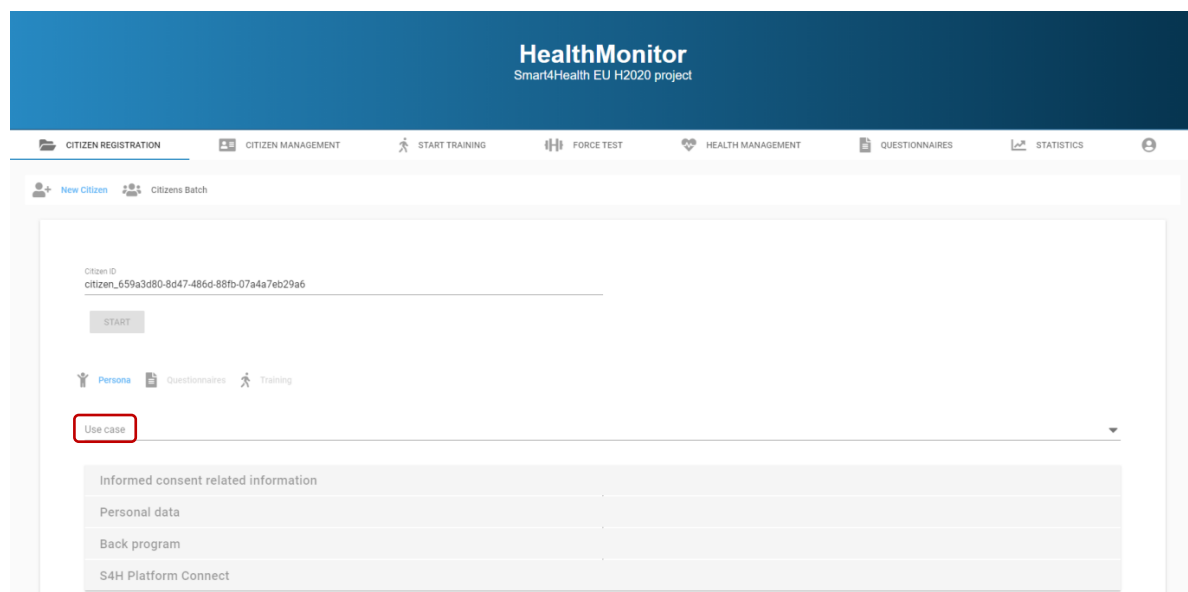 HealthMonitor
Smart4Health EU H2020 project
CITIZEN REGISTRATION CITIZEN MANAGEMENT START TRAINING FORCE TEST HEALTH MANAGEMENT QUESTIONNAIRES STATISTICS
New Citizen Citizens Batch
Citizen ID
citizen_659a3d80-8d47-486d-88fb-07a4a7eb29a6
START
Persona Questionnaires Training
Use case
Informed consent related information
Personal data
Back program
S4H Platform Connect